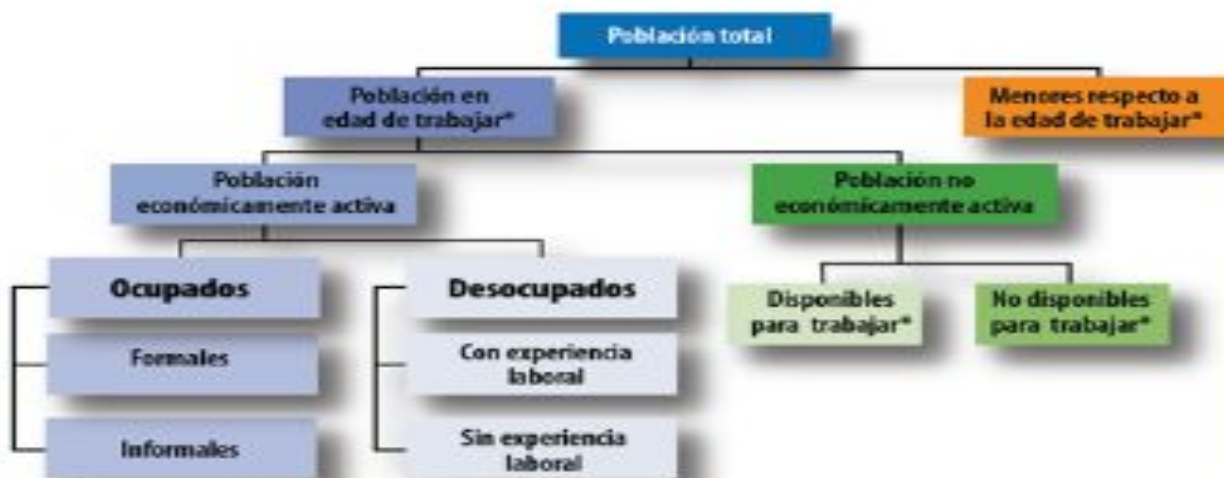 Población total
Población en
edad de trabajar*
Menores respecto a
la edad de trabajar*
Población
económicamente activa
Población no
económicamente activa
Ocupados
Desocupados
Disponibles
para trabajar*
No disponibles
para trabajar*
Formales
Con experiencia
laboral
Informales
Sin experiencia
laboral